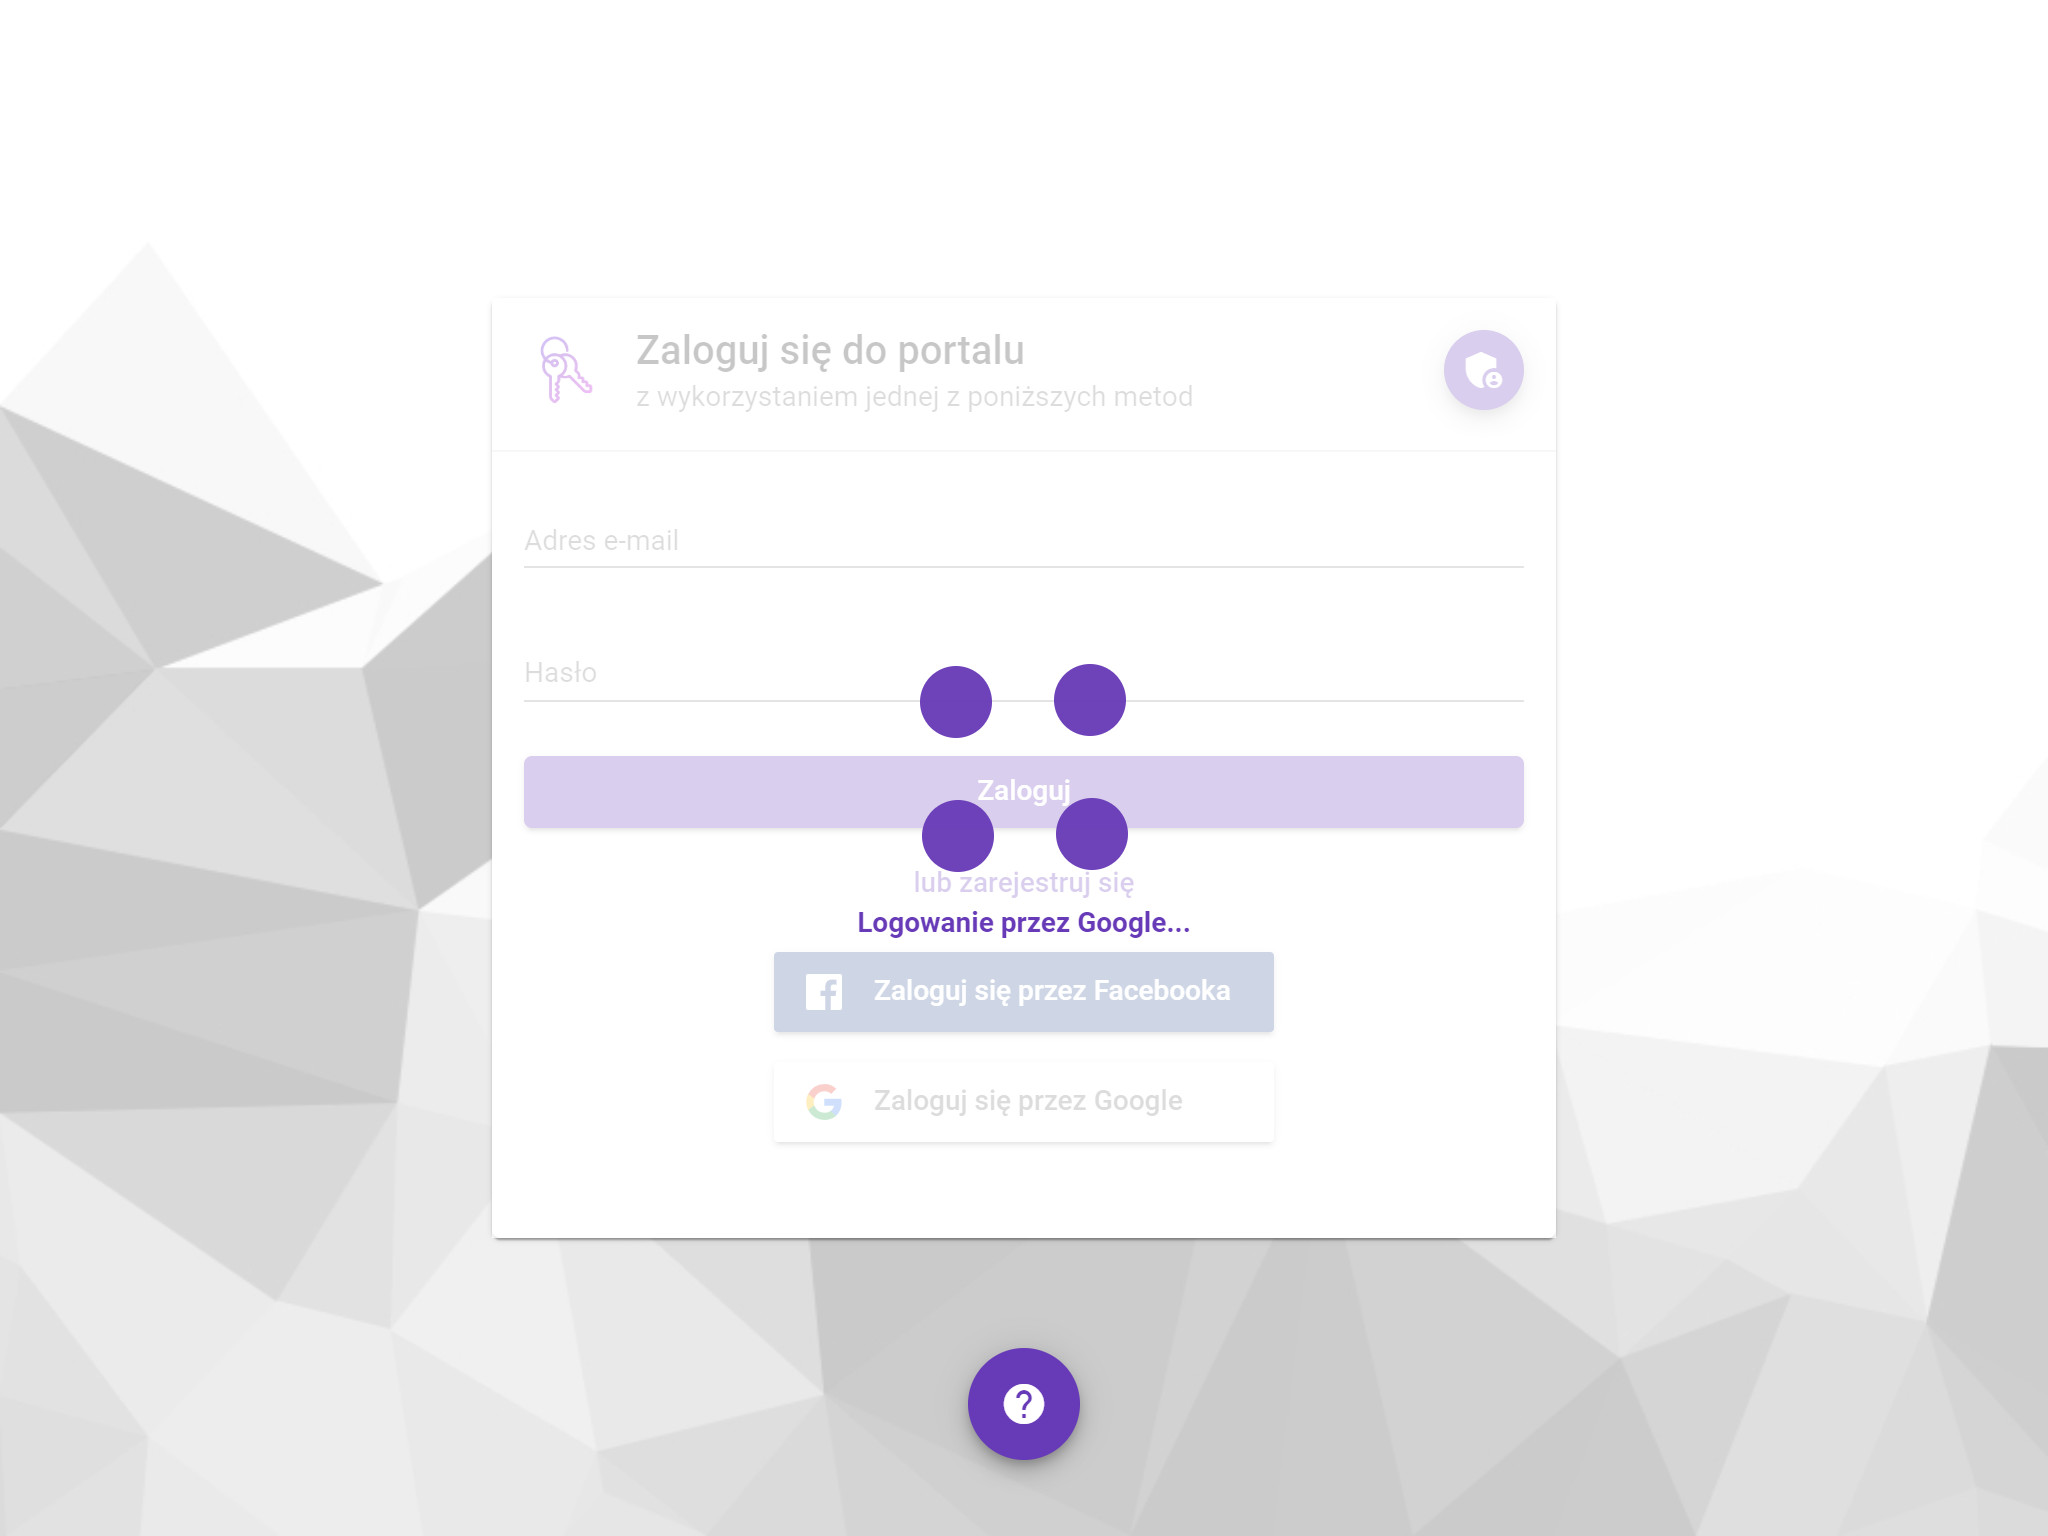 Zaloguj się do portalu
z wykorzystaniem jednej z poniższych metod
Adres e-mail
Hasło
Zaloguj
lub zarejestruj się
Logowanie przez Google...
Zaloguj się przez Facebooka
Zaloguj się przez Google